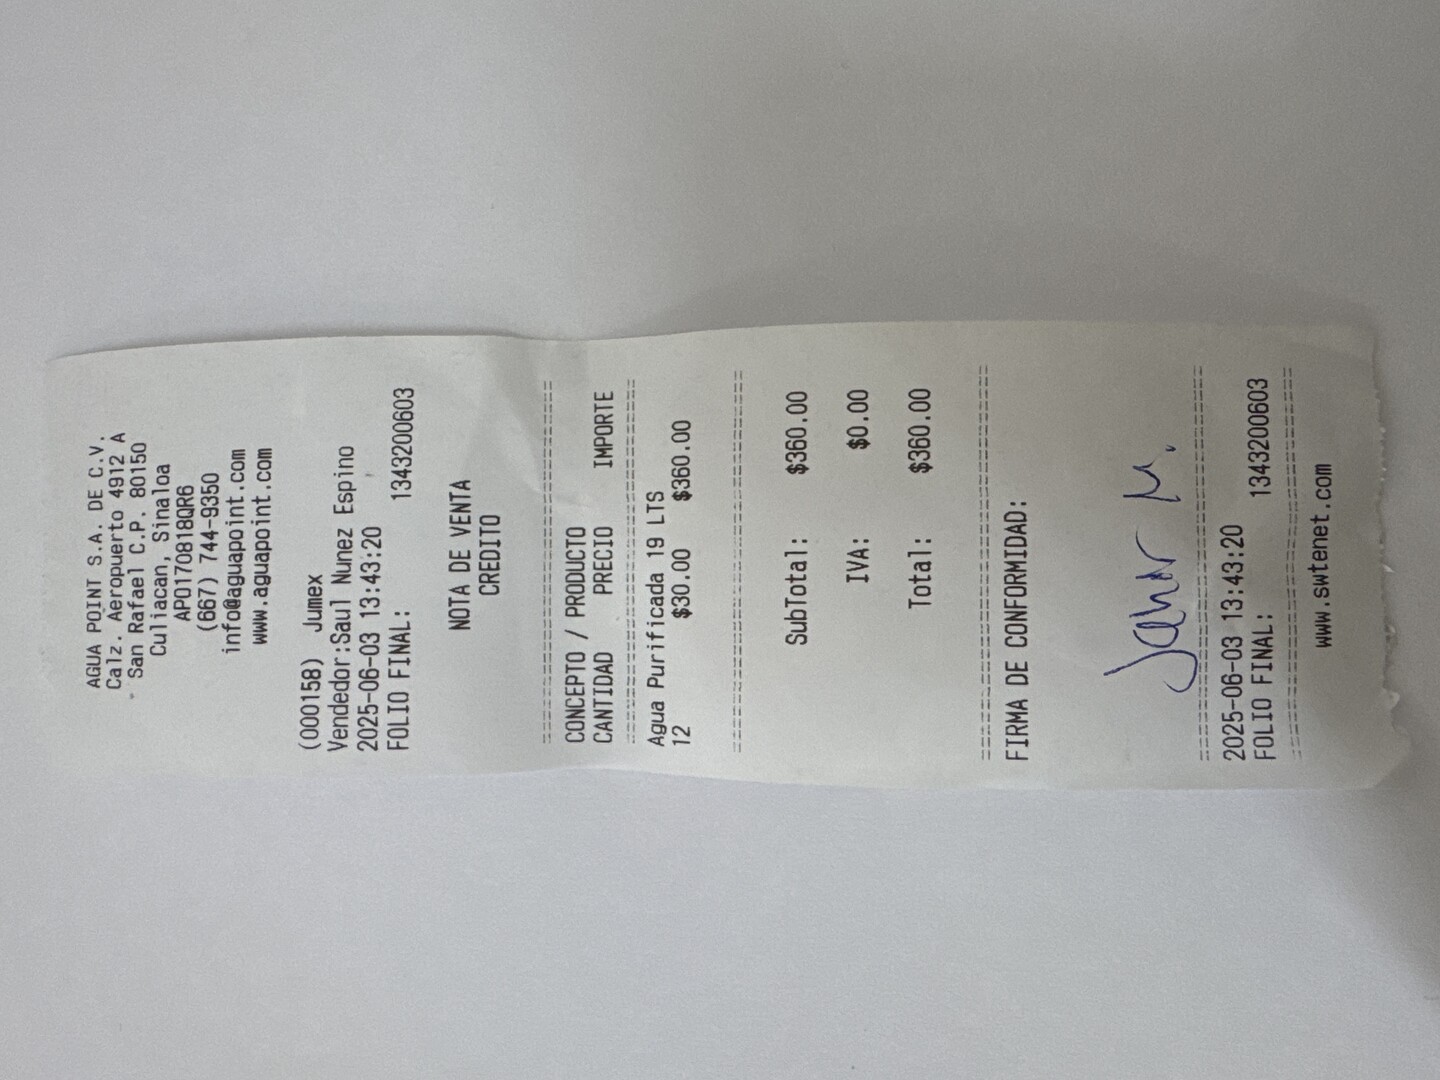 AGUA POINT S.A. DE C.V.
Calz. Aeropuerto 4912 A
San Rafael C.P. 80150
Culiacan, Sinaloa
APO170818QR6
(667) 744-9350
info@aguapoint.com
www.aguapoint.com
(000158) Jumex
Vendedor:Saul Nunez Espino
2025-06-03 13:43:20
FOLIO FINAL: 1343200603
NOTA DE VENTA
CREDITO
CONCEPTO / PRODUCTO
CANTIDAD PRECIO IMPORTE
Agua Purificada 19 LTS
12 $30.00 $360.00
SubTotal: $360.00
IVA: $0.00
Total: $360.00
FIRMA DE CONFORMIDAD:
M.
2025-06-03 13:43:20
FOLIO FINAL: 1343200603
www.swtenet.com